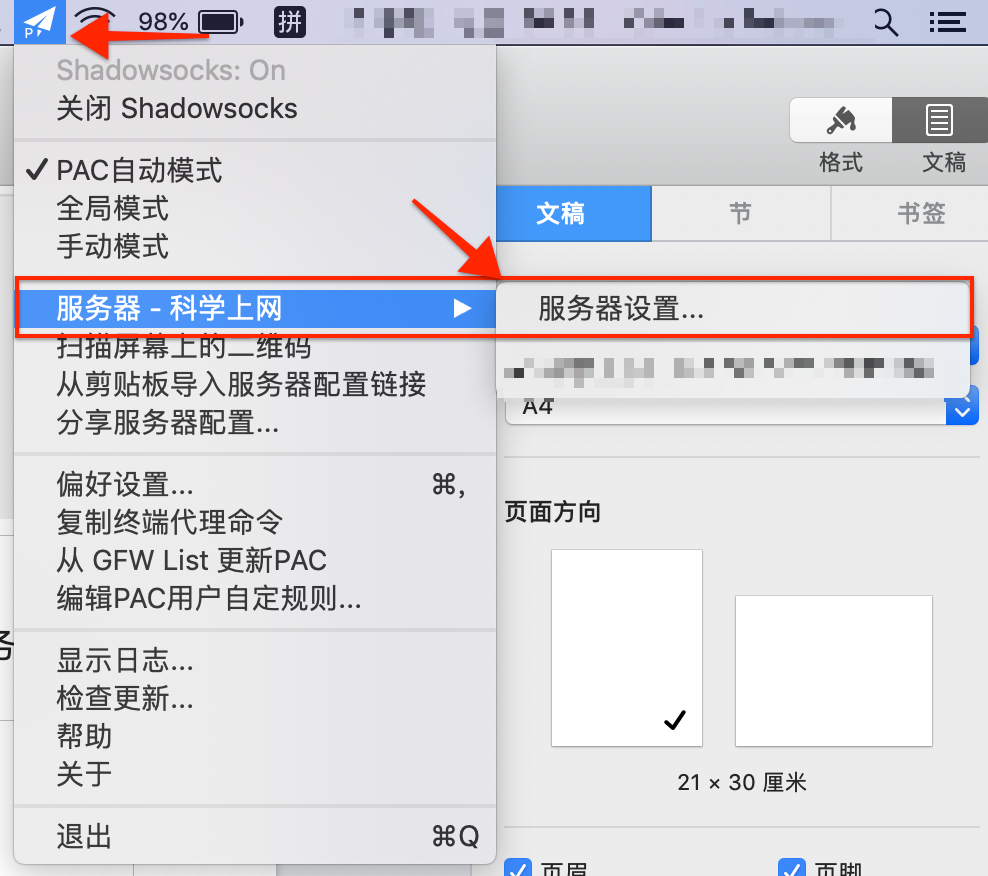 P
98%
拼
Shadowsocks: On
关闭 Shadowsocks
PAC自动模式
全局模式
手动模式
服务器 - 科学上网
服务器设置...
扫描屏幕上的二维码
从剪贴板导入服务器配置链接
分享服务器配置...
偏好设置... ⌘,
复制终端代理命令
从 GFW List 更新PAC
编辑PAC用户自定规则...
显示日志...
检查更新...
帮助
关于
退出 ⌘Q
格式
文稿
文稿
节
书签
A4
页面方向
21 × 30 厘米
页眉
页脚
务